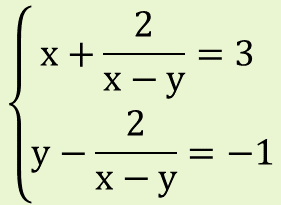 x + 2/(x − y) = 3
y − 2/(x − y) = −1